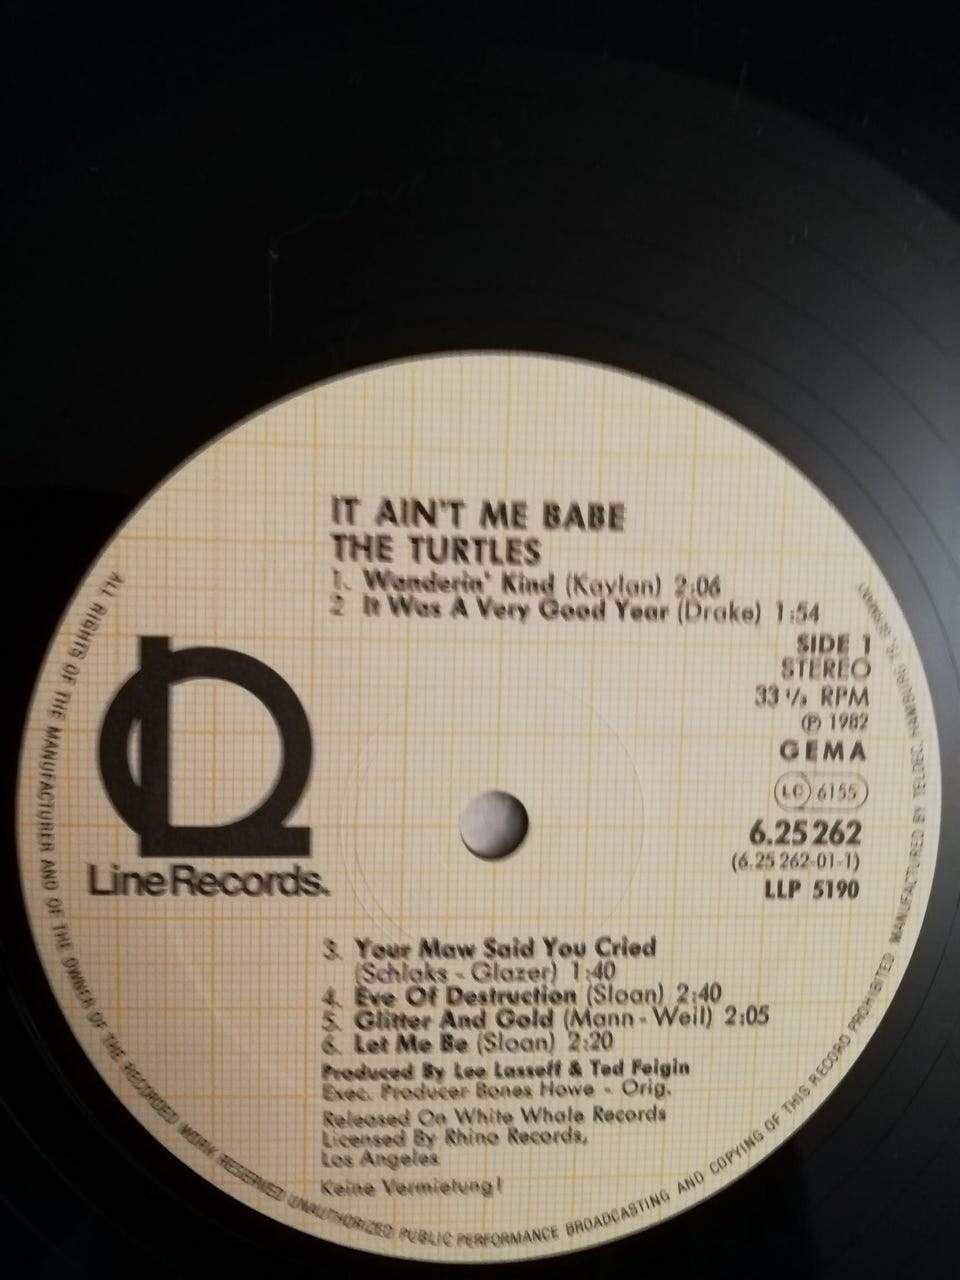 IT AIN'T ME BABE
THE TURTLES
1. Wanderin' Kind (Kaylan) 2:06
2 It Was A Very Good Year (Drake) 1:54
SIDE 1
STEREO
33 1/3 RPM
Ⓟ 1982
GEMA
LC 6155
6.25 262
(6.25 262-01-1)
LLP 5190
Line Records.
3. Your Maw Said You Cried
(Schlaks - Glazer) 1:40
4. Eve Of Destruction (Sloan) 2:40
5. Glitter And Gold (Mann - Weil) 2:05
6. Let Me Be (Sloan) 2:20
Produced By Lee Lasseff & Ted Feigin
Exec. Producer Bones Howe - Orig.
Released On White Whale Records
Licensed By Rhino Records,
Los Angeles
Keine Vermietung!
ALL RIGHTS OF THE MANUFACTURER AND OF THE OWNER OF THE RECORDED WORK RESERVED UNAUTHORIZED PUBLIC PERFORMANCE BROADCASTING AND COPYING OF THIS RECORD PROHIBITED MANUFACTURED BY TELDEC HAMBURG